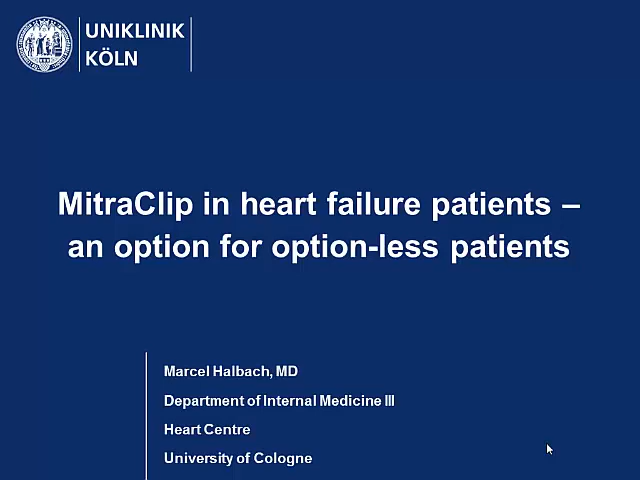 UNIKLINIK
KÖLN
MitraClip in heart failure patients –
an option for option-less patients
Marcel Halbach, MD
Department of Internal Medicine III
Heart Centre
University of Cologne